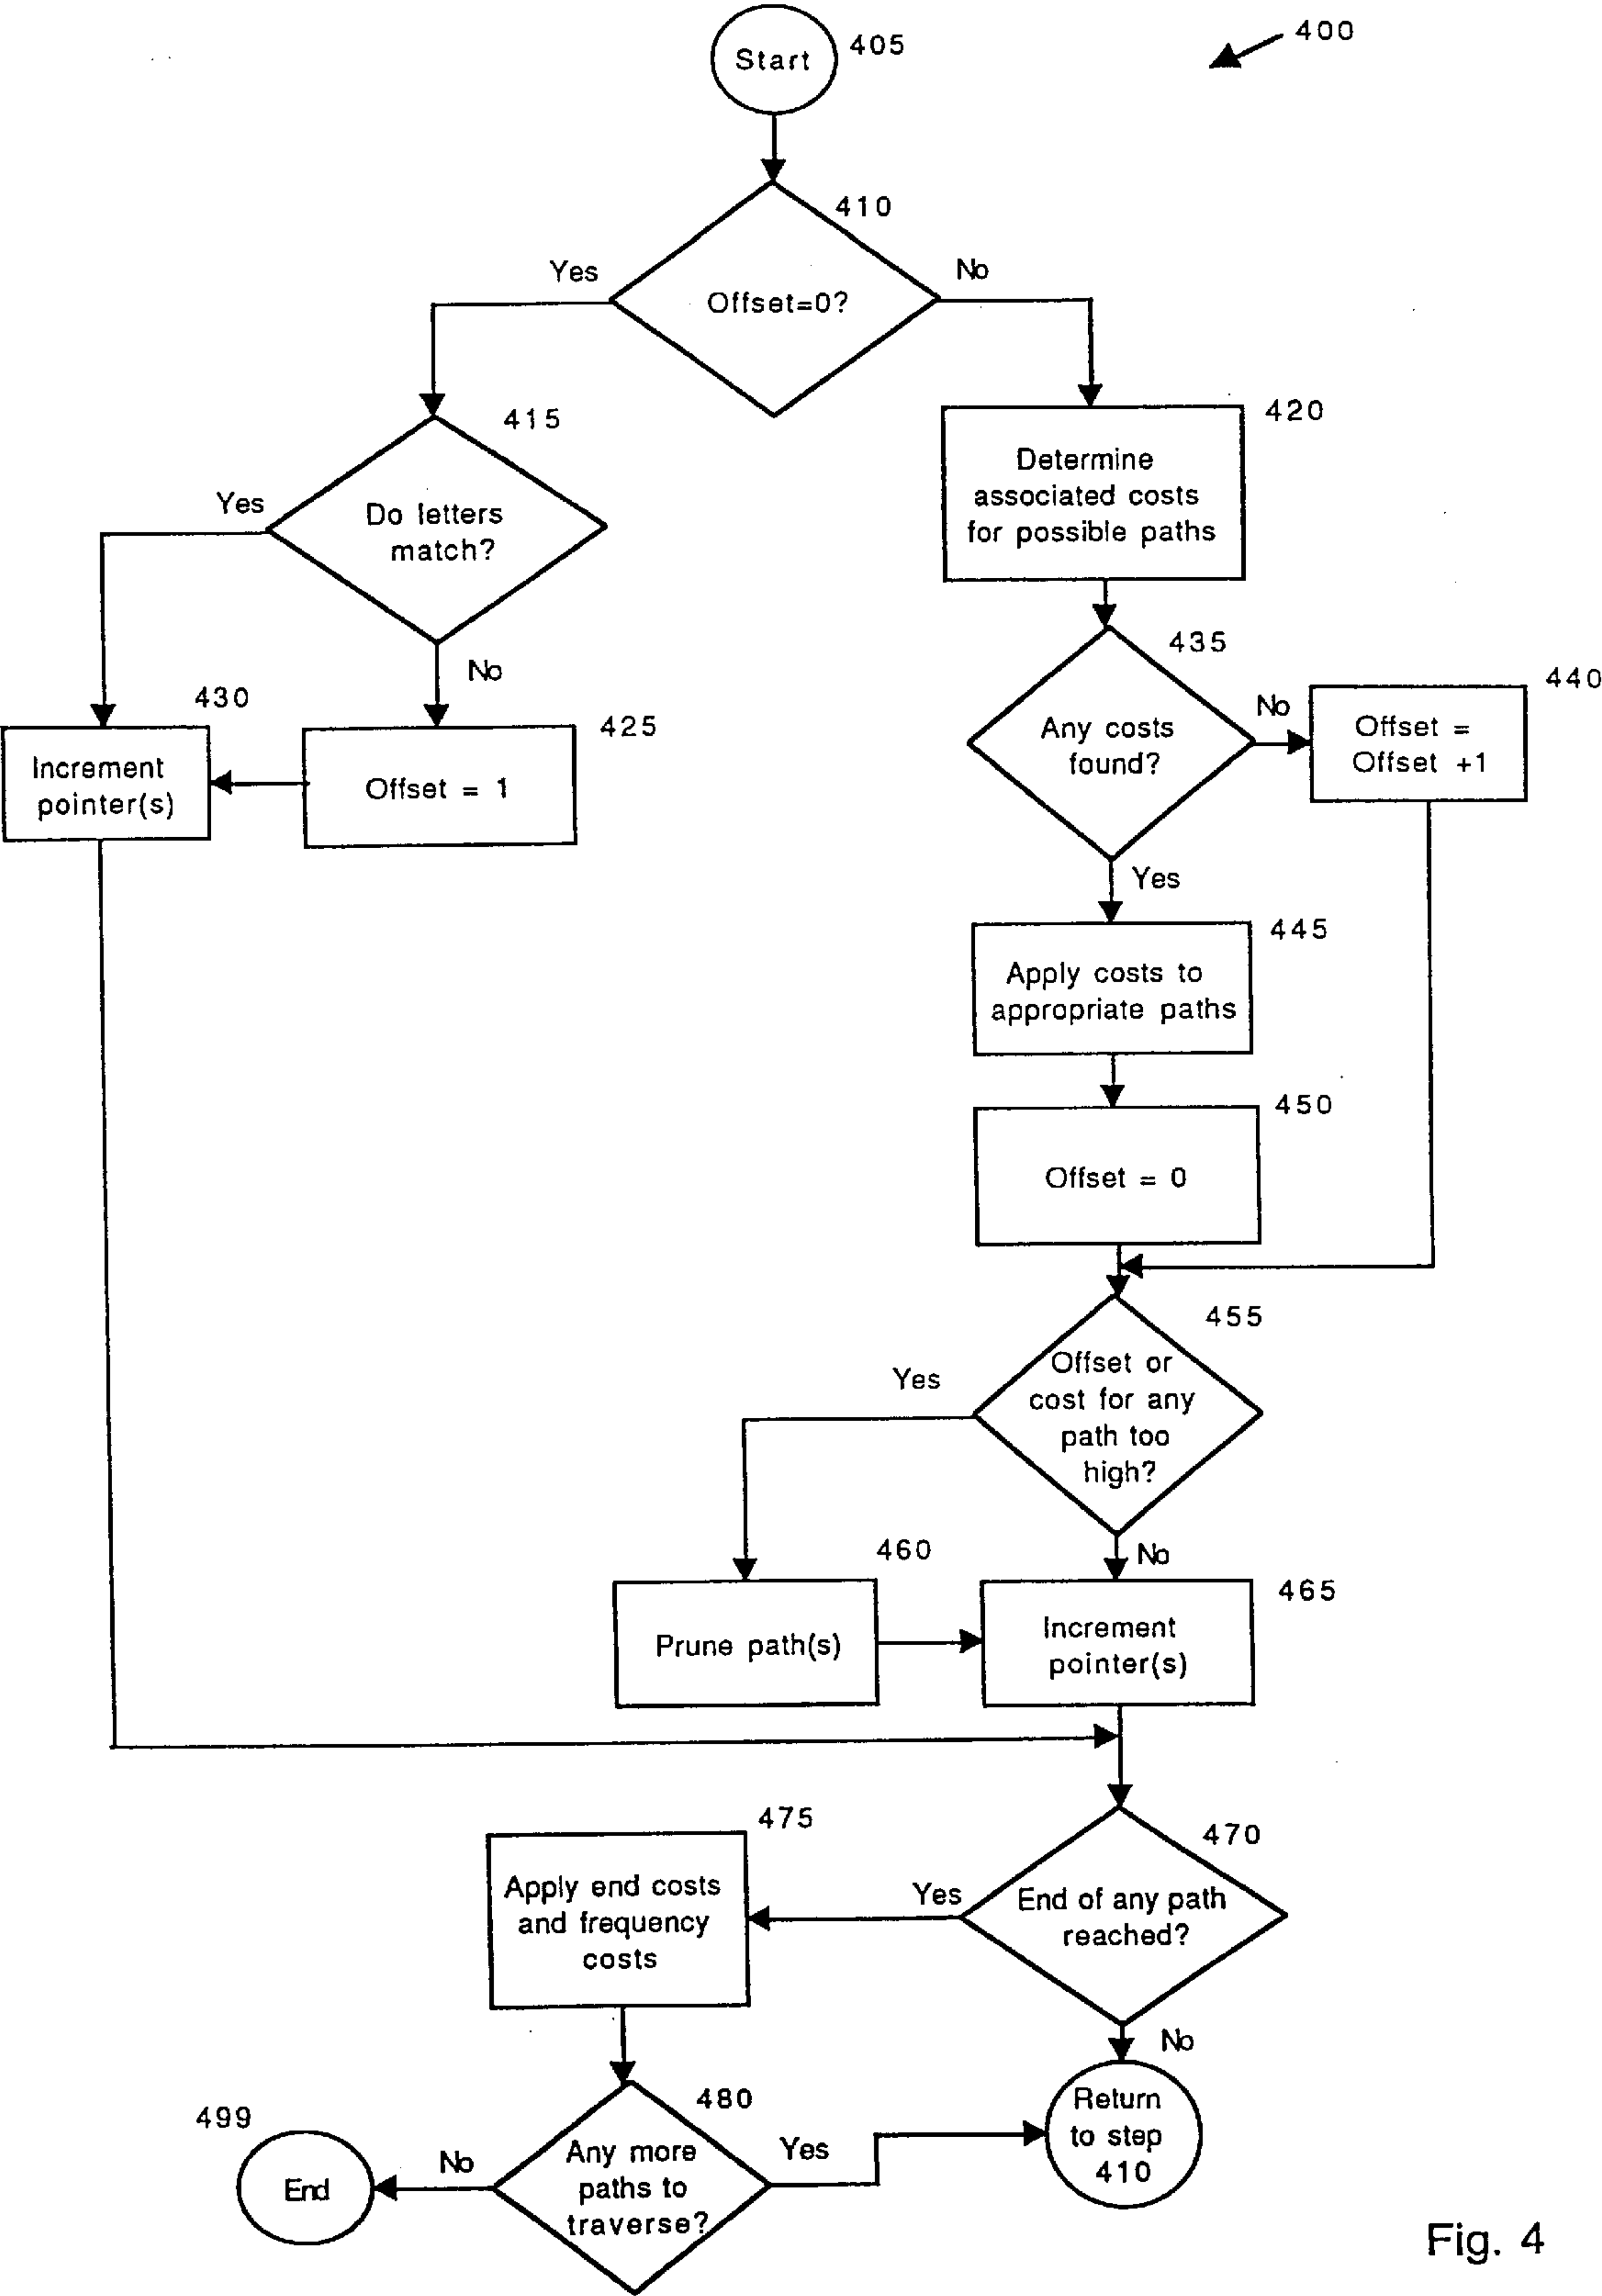 400
Start
405
410
Yes
No
Offset=0?
415
420
Determine
associated costs
for possible paths
Yes
Do letters
match?
No
435
440
430
425
No
Any costs
found?
Offset =
Offset +1
Increment
pointer(s)
Offset = 1
Yes
445
Apply costs to
appropriate paths
450
Offset = 0
455
Yes
Offset or
cost for any
path too
high?
460
No
465
Prune path(s)
Increment
pointer(s)
475
470
Apply end costs
and frequency
costs
Yes
End of any path
reached?
No
480
499
Return
to step
410
No
Any more
paths to
traverse?
Yes
End
Fig. 4